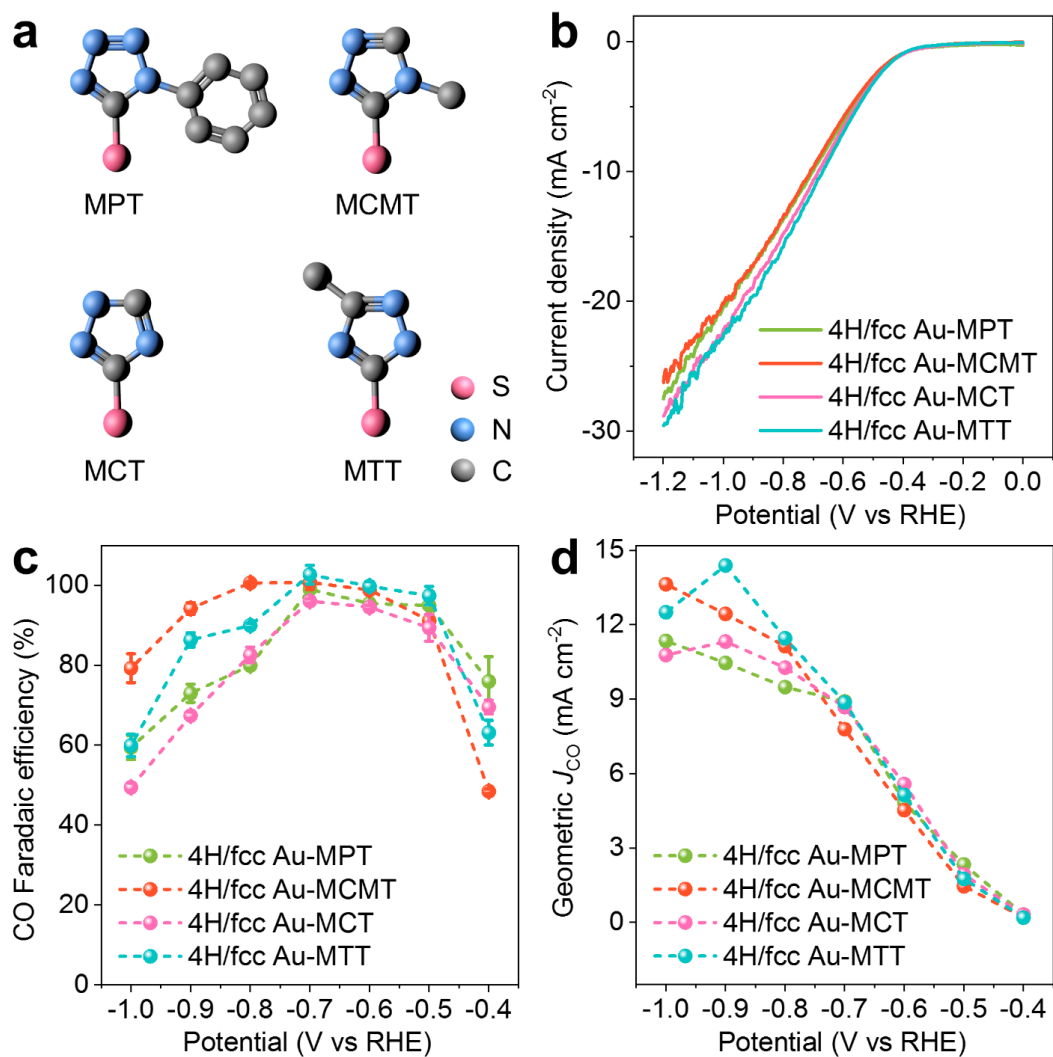 a
MPT
MCMT
MCT
MTT
S
N
C
b
Current density (mA cm⁻²)
0
-10
-20
-30
4H/fcc Au-MPT
4H/fcc Au-MCMT
4H/fcc Au-MCT
4H/fcc Au-MTT
-1.2 -1.0 -0.8 -0.6 -0.4 -0.2 0.0
Potential (V vs RHE)
c
CO Faradaic efficiency (%)
100
80
60
40
20
0
4H/fcc Au-MPT
4H/fcc Au-MCMT
4H/fcc Au-MCT
4H/fcc Au-MTT
-1.0 -0.9 -0.8 -0.7 -0.6 -0.5 -0.4
Potential (V vs RHE)
d
Geometric J_CO (mA cm⁻²)
15
12
9
6
3
0
4H/fcc Au-MPT
4H/fcc Au-MCMT
4H/fcc Au-MCT
4H/fcc Au-MTT
-1.0 -0.9 -0.8 -0.7 -0.6 -0.5 -0.4
Potential (V vs RHE)